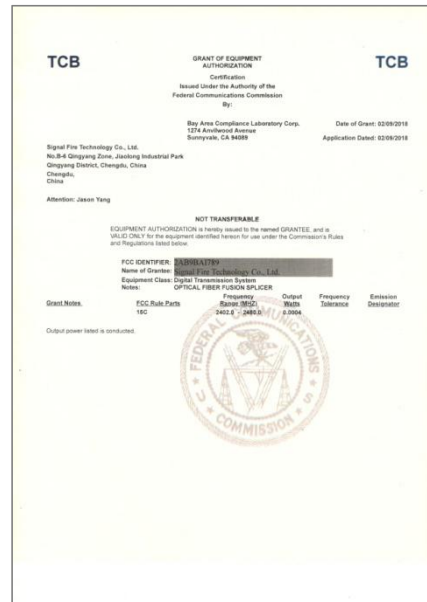 TCB
GRANT OF EQUIPMENT
AUTHORIZATION
TCB
Certification
Issued Under the Authority of the
Federal Communications Commission
By:
Bay Area Compliance Laboratory Corp.
1274 Anvilwood Avenue
Sunnyvale, CA 94089
Date of Grant: 02/09/2018
Application Dated: 02/09/2018
Signal Fire Technology Co., Ltd.
No.B-6 Qingyang Zone, Jiaolong Industrial Park
Qingyang District, Chengdu, China
Chengdu,
China
Attention: Jason Yang
NOT TRANSFERABLE
EQUIPMENT AUTHORIZATION is hereby issued to the named GRANTEE, and is
VALID ONLY for the equipment identified hereon for use under the Commission's Rules
and Regulations listed below.
FCC IDENTIFIER:
Name of Grantee: Signal Fire Technology Co., Ltd.
Equipment Class: Digital Transmission System
Notes: OPTICAL FIBER FUSION SPLICER
Grant Notes FCC Rule Parts Frequency Range (MHZ) Output Watts Frequency Tolerance Emission Designator
15C 2402.0 - 2480.0 0.0004
Output power listed is conducted.
FEDERAL COMMUNICATIONS
COMMISSION